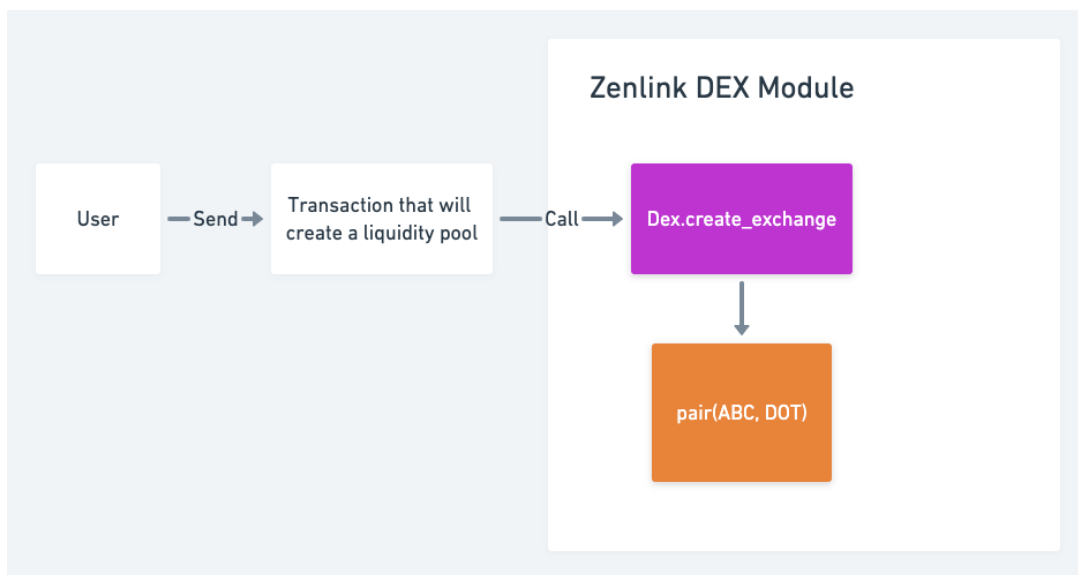 Zenlink DEX Module
User
Send
Transaction that will
create a liquidity pool
Call
Dex.create_exchange
pair(ABC, DOT)